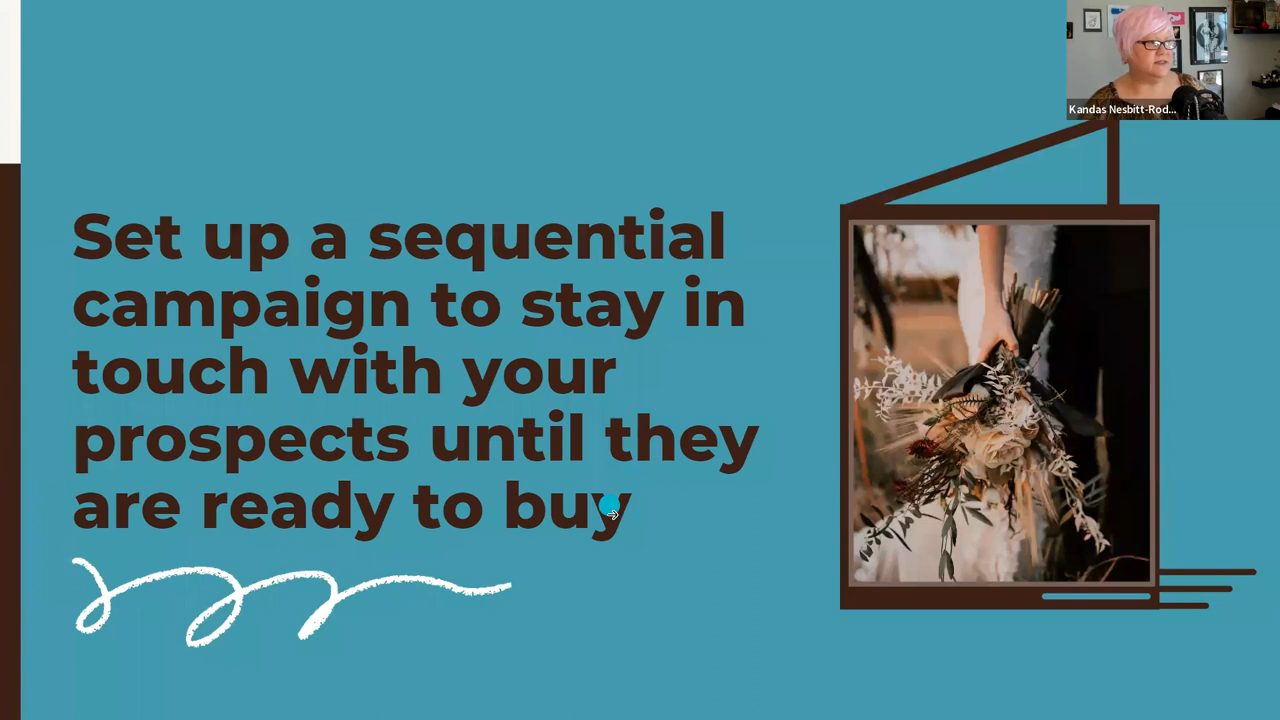 Kandas Nesbitt-Rod...
Set up a sequential
campaign to stay in
touch with your
prospects until they
are ready to buy